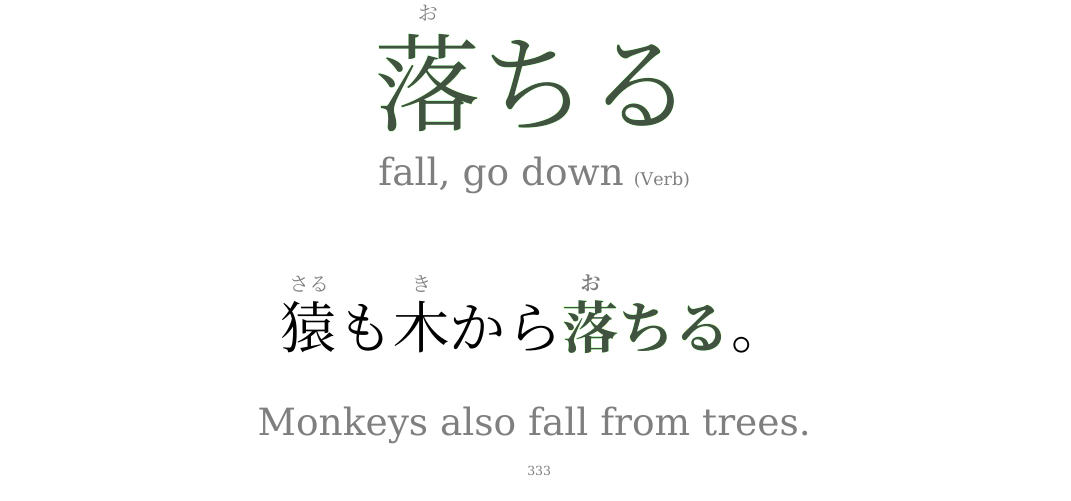 お
落ちる
fall, go down (Verb)
さる き お
猿も木から落ちる。
Monkeys also fall from trees.
333